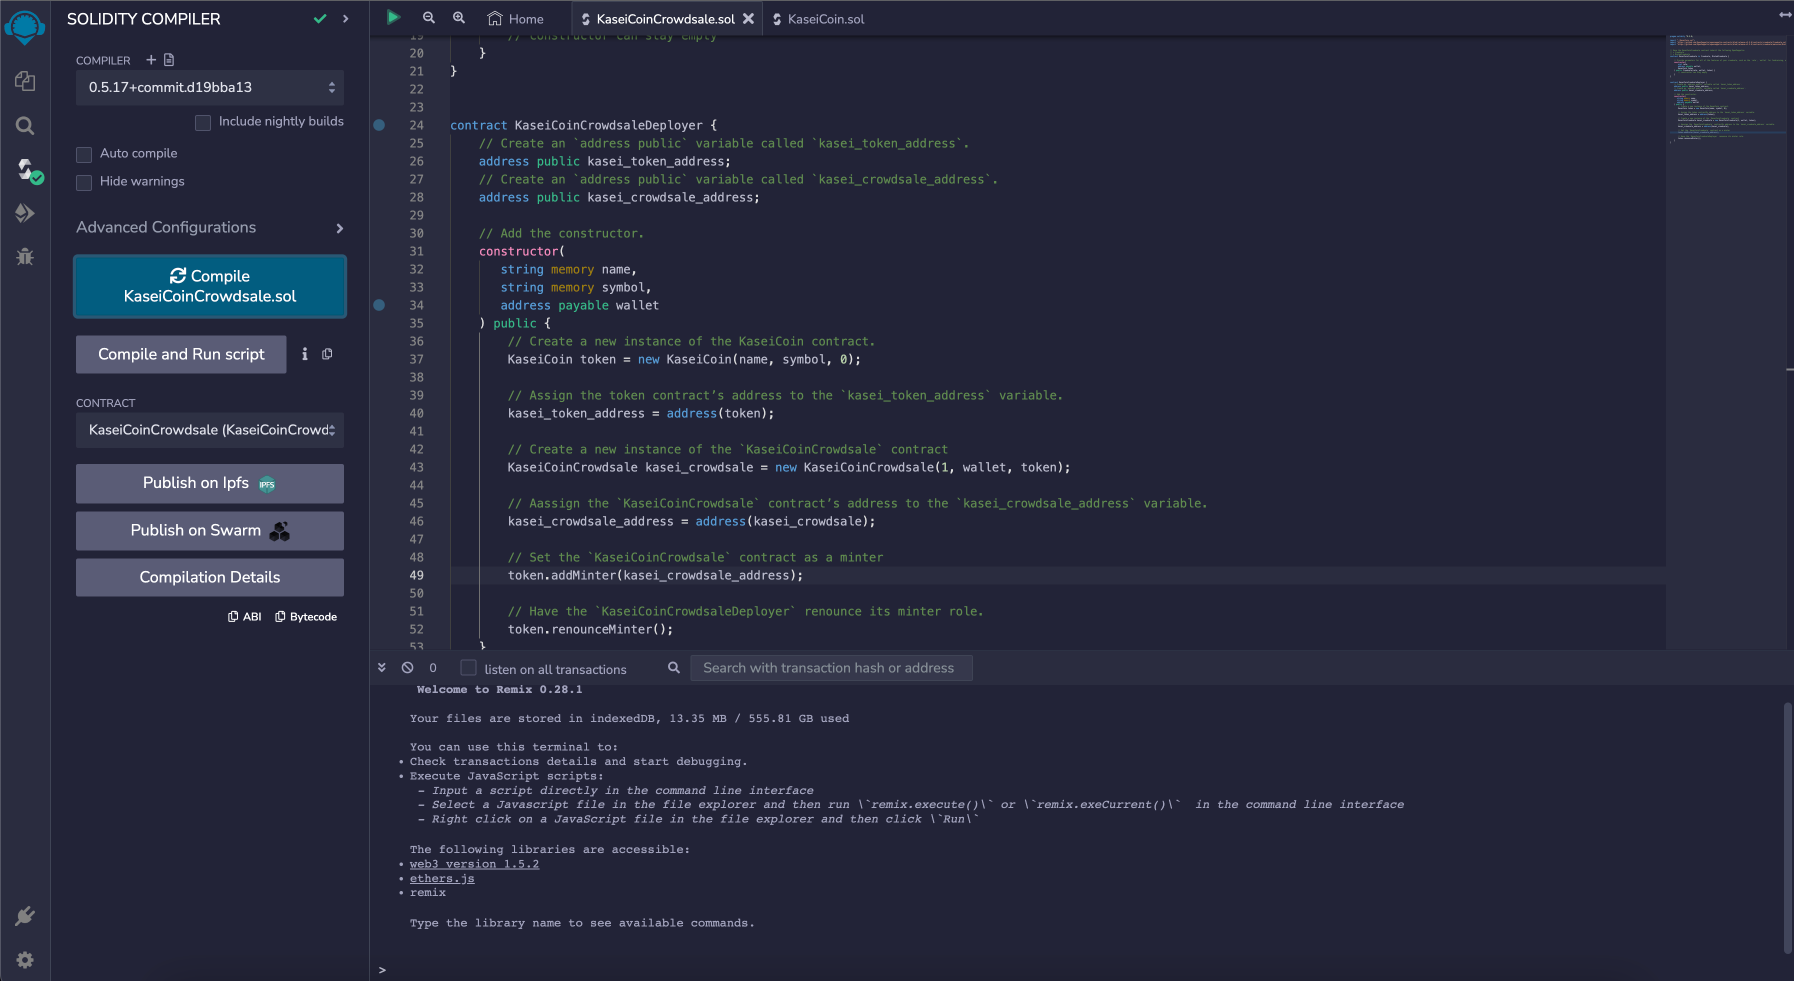 SOLIDITY COMPILER
COMPILER
0.5.17+commit.d19bba13
Include nightly builds
Auto compile
Hide warnings
Advanced Configurations
Compile
KaseiCoinCrowdsale.sol
Compile and Run script
CONTRACT
KaseiCoinCrowdsale (KaseiCoinCrowd
Publish on Ipfs IPFS
Publish on Swarm
Compilation Details
ABI Bytecode
Home KaseiCoinCrowdsale.sol KaseiCoin.sol
19 // Constructor can stay empty
20 }
21 }
22
23
24 contract KaseiCoinCrowdsaleDeployer {
25 // Create an `address public` variable called `kasei_token_address`.
26 address public kasei_token_address;
27 // Create an `address public` variable called `kasei_crowdsale_address`.
28 address public kasei_crowdsale_address;
29
30 // Add the constructor.
31 constructor(
32 string memory name,
33 string memory symbol,
34 address payable wallet
35 ) public {
36 // Create a new instance of the KaseiCoin contract.
37 KaseiCoin token = new KaseiCoin(name, symbol, 0);
38
39 // Assign the token contract’s address to the `kasei_token_address` variable.
40 kasei_token_address = address(token);
41
42 // Create a new instance of the `KaseiCoinCrowdsale` contract
43 KaseiCoinCrowdsale kasei_crowdsale = new KaseiCoinCrowdsale(1, wallet, token);
44
45 // Aassign the `KaseiCoinCrowdsale` contract’s address to the `kasei_crowdsale_address` variable.
46 kasei_crowdsale_address = address(kasei_crowdsale);
47
48 // Set the `KaseiCoinCrowdsale` contract as a minter
49 token.addMinter(kasei_crowdsale_address);
50
51 // Have the `KaseiCoinCrowdsaleDeployer` renounce its minter role.
52 token.renounceMinter();
53 }
0 listen on all transactions Search with transaction hash or address
Welcome to Remix 0.28.1
Your files are stored in indexedDB, 13.35 MB / 555.81 GB used
You can use this terminal to:
• Check transactions details and start debugging.
• Execute JavaScript scripts:
- Input a script directly in the command line interface
- Select a Javascript file in the file explorer and then run \`remix.execute()\` or \`remix.exeCurrent()\` in the command line interface
- Right click on a JavaScript file in the file explorer and then click \`Run\`
The following libraries are accessible:
• web3 version 1.5.2
• ethers.js
• remix
Type the library name to see available commands.
>